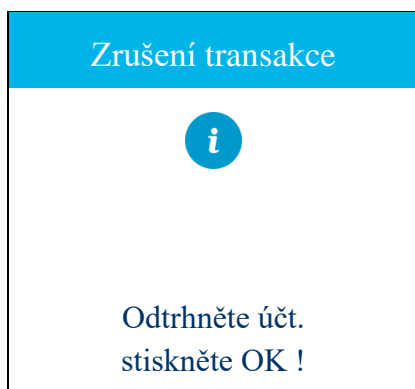 Zrušení transakce
i
Odtrhněte účt.
stiskněte OK !